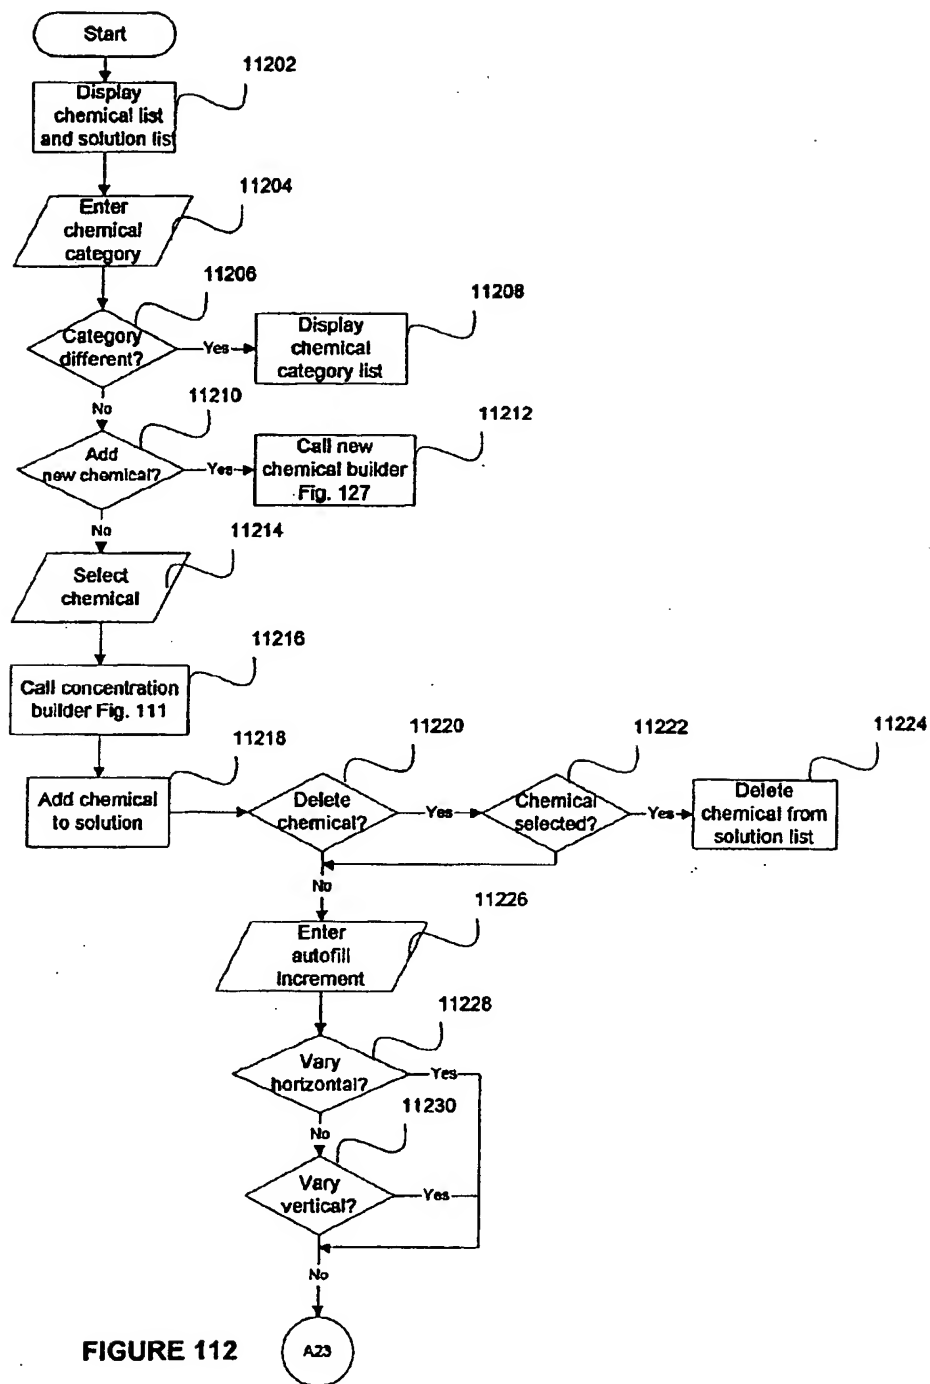 Start
11202
Display
chemical list
and solution list
11204
Enter
chemical
category
11206
Category
different?
Yes
11208
Display
chemical
category list
No
11210
Add
new chemical?
Yes
11212
Call new
chemical builder
Fig. 127
No
11214
Select
chemical
11216
Call concentration
builder Fig. 111
11218
Add chemical
to solution
11220
Delete
chemical?
Yes
11222
Chemical
selected?
Yes
11224
Delete
chemical from
solution list
No
11226
Enter
autofill
Increment
11228
Vary
horizontal?
Yes
No
11230
Vary
vertical?
Yes
No
A23
FIGURE 112